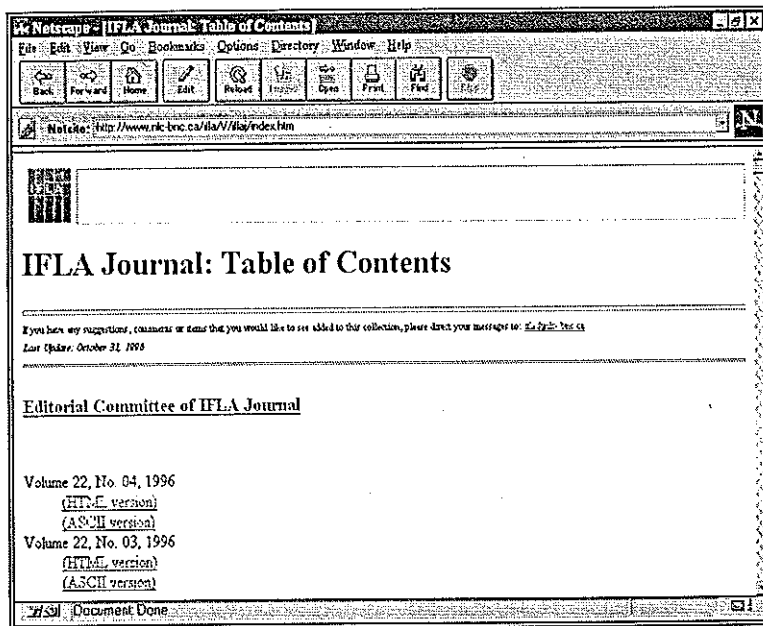 Netscape - [IFLA Journal: Table of Contents]
File Edit View Go Bookmarks Options Directory Window Help
Back Forward Home Edit Reload Images Open Print Find Stop
Netsite: http://www.nlc-bnc.ca/ifla/V/iflaj/index.htm
IFLA Journal: Table of Contents
If you have any suggestions, comments or items that you would like to see added to this collection, please direct your messages to:
Last Update: October 31, 1996
Editorial Committee of IFLA Journal
Volume 22, No. 04, 1996
(HTML version)
(ASCII version)
Volume 22, No. 03, 1996
(HTML version)
(ASCII version)
Document Done